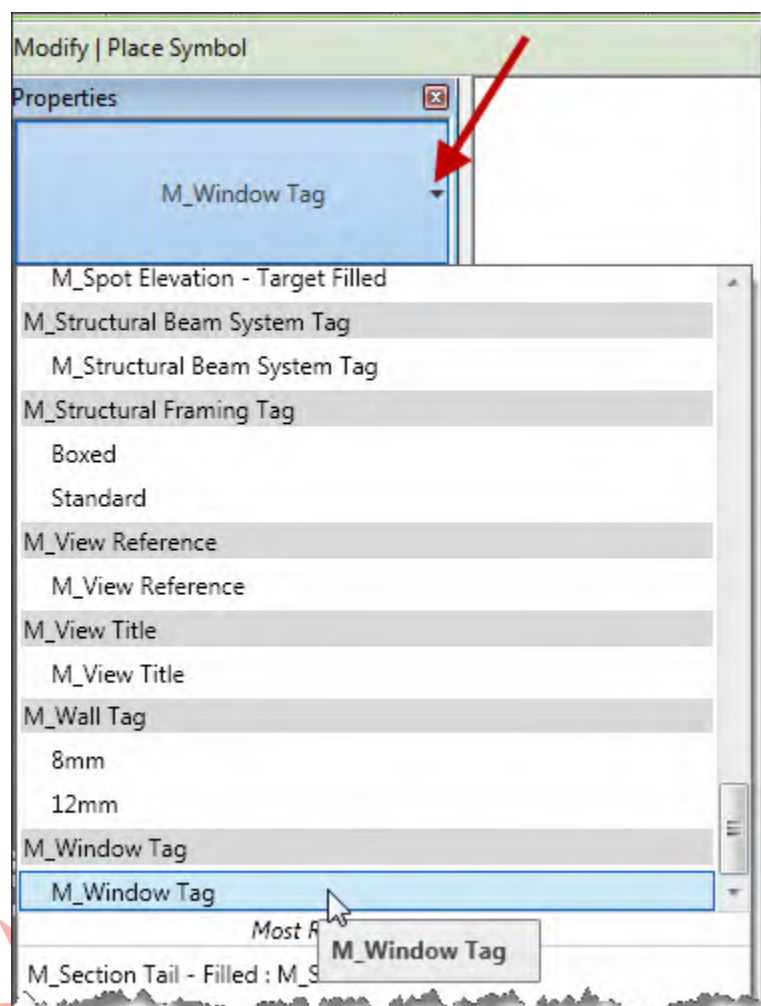 Modify | Place Symbol
Properties
M_Window Tag
M_Spot Elevation - Target Filled
M_Structural Beam System Tag
M_Structural Beam System Tag
M_Structural Framing Tag
Boxed
Standard
M_View Reference
M_View Reference
M_View Title
M_View Title
M_Wall Tag
8mm
12mm
M_Window Tag
M_Window Tag
Most
M_Window Tag
M_Section Tail - Filled : M_S